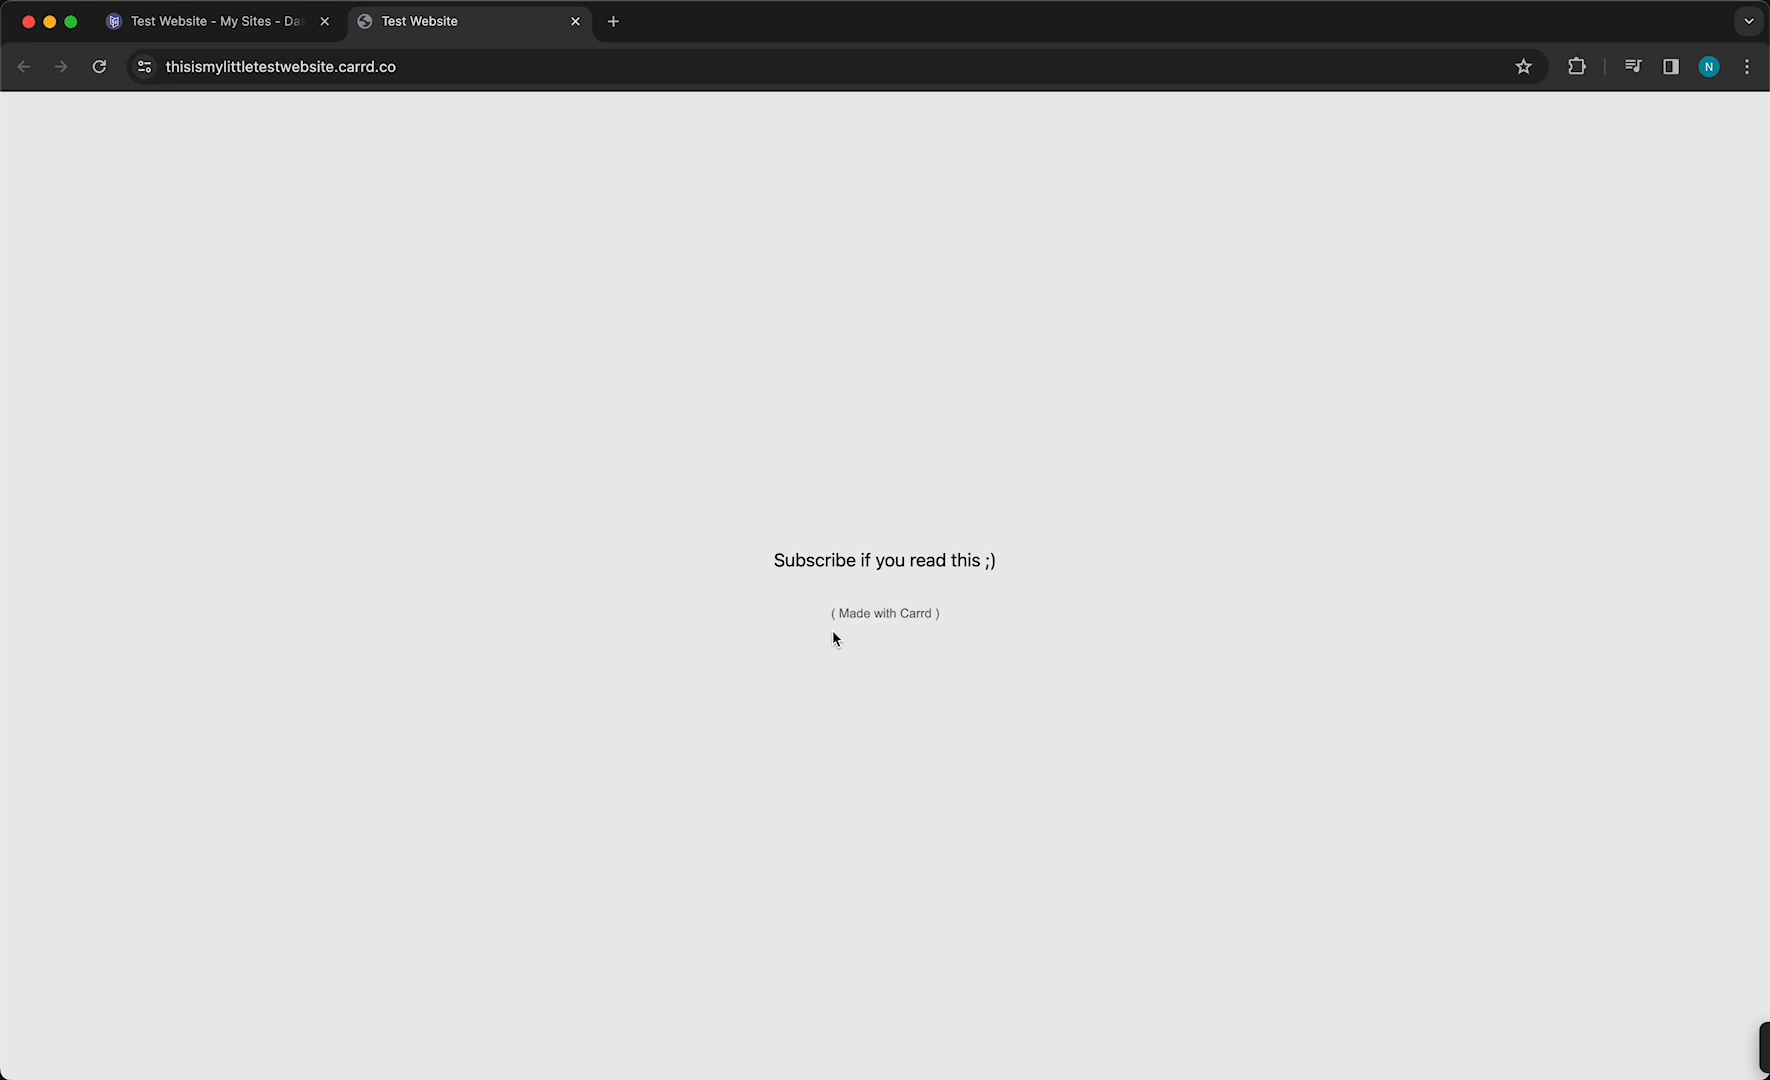 Test Website - My Sites - Da
Test Website
thisismylittletestwebsite.carrd.co
N
Subscribe if you read this ;)
( Made with Carrd )